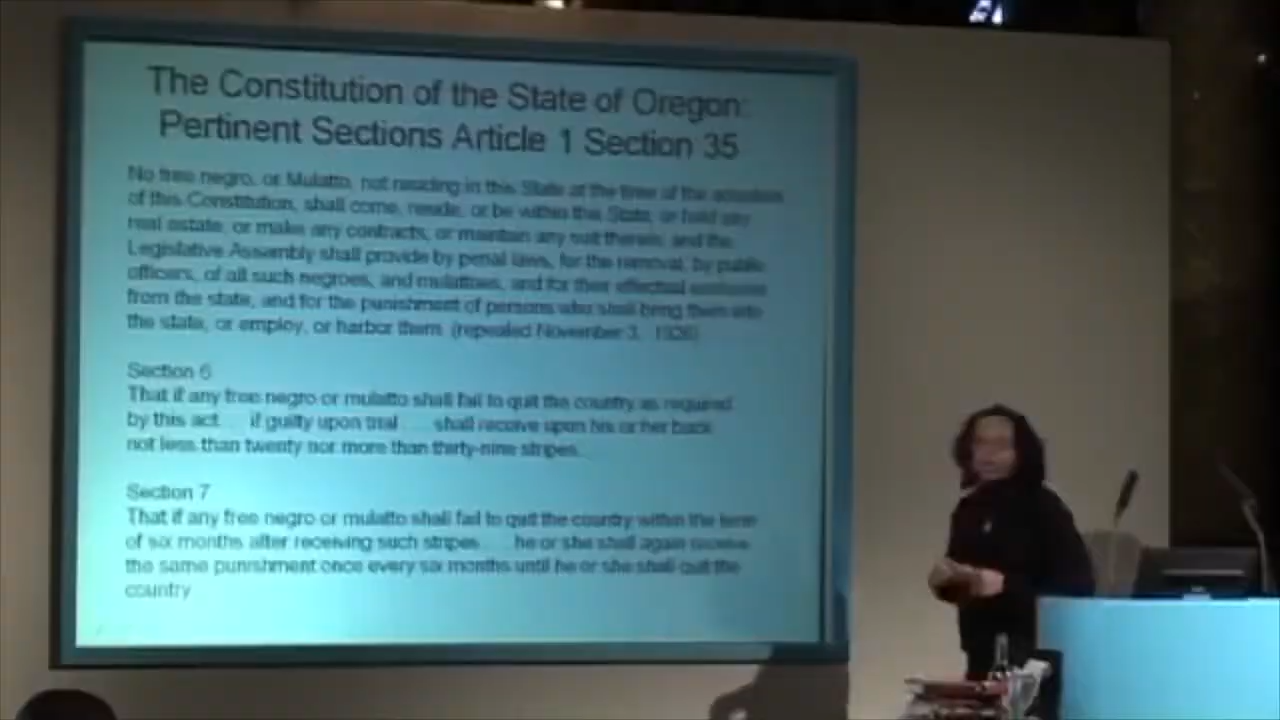 The Constitution of the State of Oregon:
Pertinent Sections Article 1 Section 35
No free negro, or Mulatto, not residing in this State at the time of the adoption
of this Constitution, shall come, reside, or be within this State, or hold any
real estate, or make any contracts, or maintain any suit therein; and the
Legislative Assembly shall provide by penal laws, for the removal, by public
officers, of all such negroes, and mulattoes, and for their effectual exclusion
from the state, and for the punishment of persons who shall bring them into
the state, or employ, or harbor them. (repealed November 3, 1926)
Section 6
That if any free negro or mulatto shall fail to quit the country as required
by this act... if guilty upon trial ... shall receive upon his or her back
not less than twenty nor more than thirty-nine stripes...
Section 7
That if any free negro or mulatto shall fail to quit the country within the term
of six months after receiving such stripes ... he or she shall again receive
the same punishment once every six months until he or she shall quit the
country